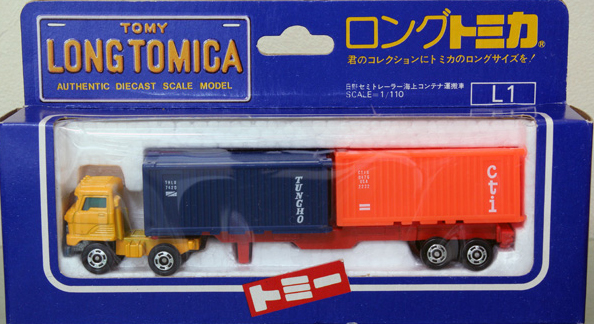 TOMY
LONG TOMICA
AUTHENTIC DIECAST SCALE MODEL
ロングトミカ®
君のコレクションにトミカのロングサイズを!
日野セミトレーラー海上コンテナ運搬車
SCALE=1/110
L1
TUNGHO
Cti
トミー